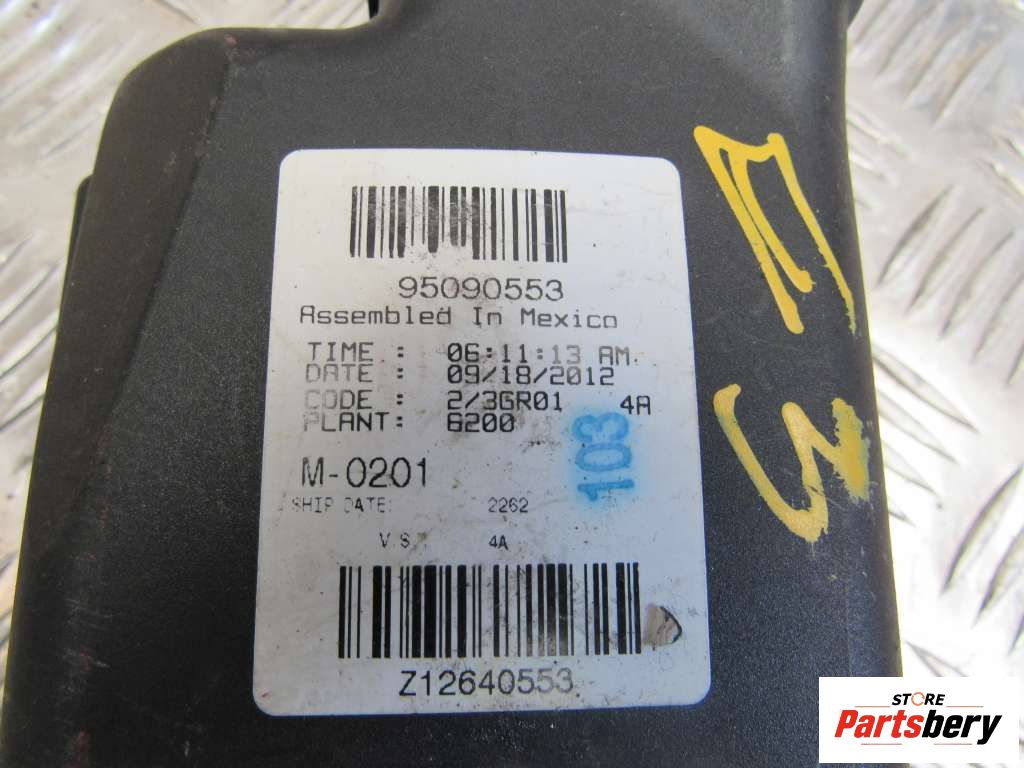 95090553
Assembled In Mexico
TIME : 06:11:13 AM.
DATE : 09/18/2012
CODE : 2/3GR01 4A
PLANT: 6200
103
M-0201
SHIP DATE: 2262
V S 4A
Z12640553
STORE
Partsbery